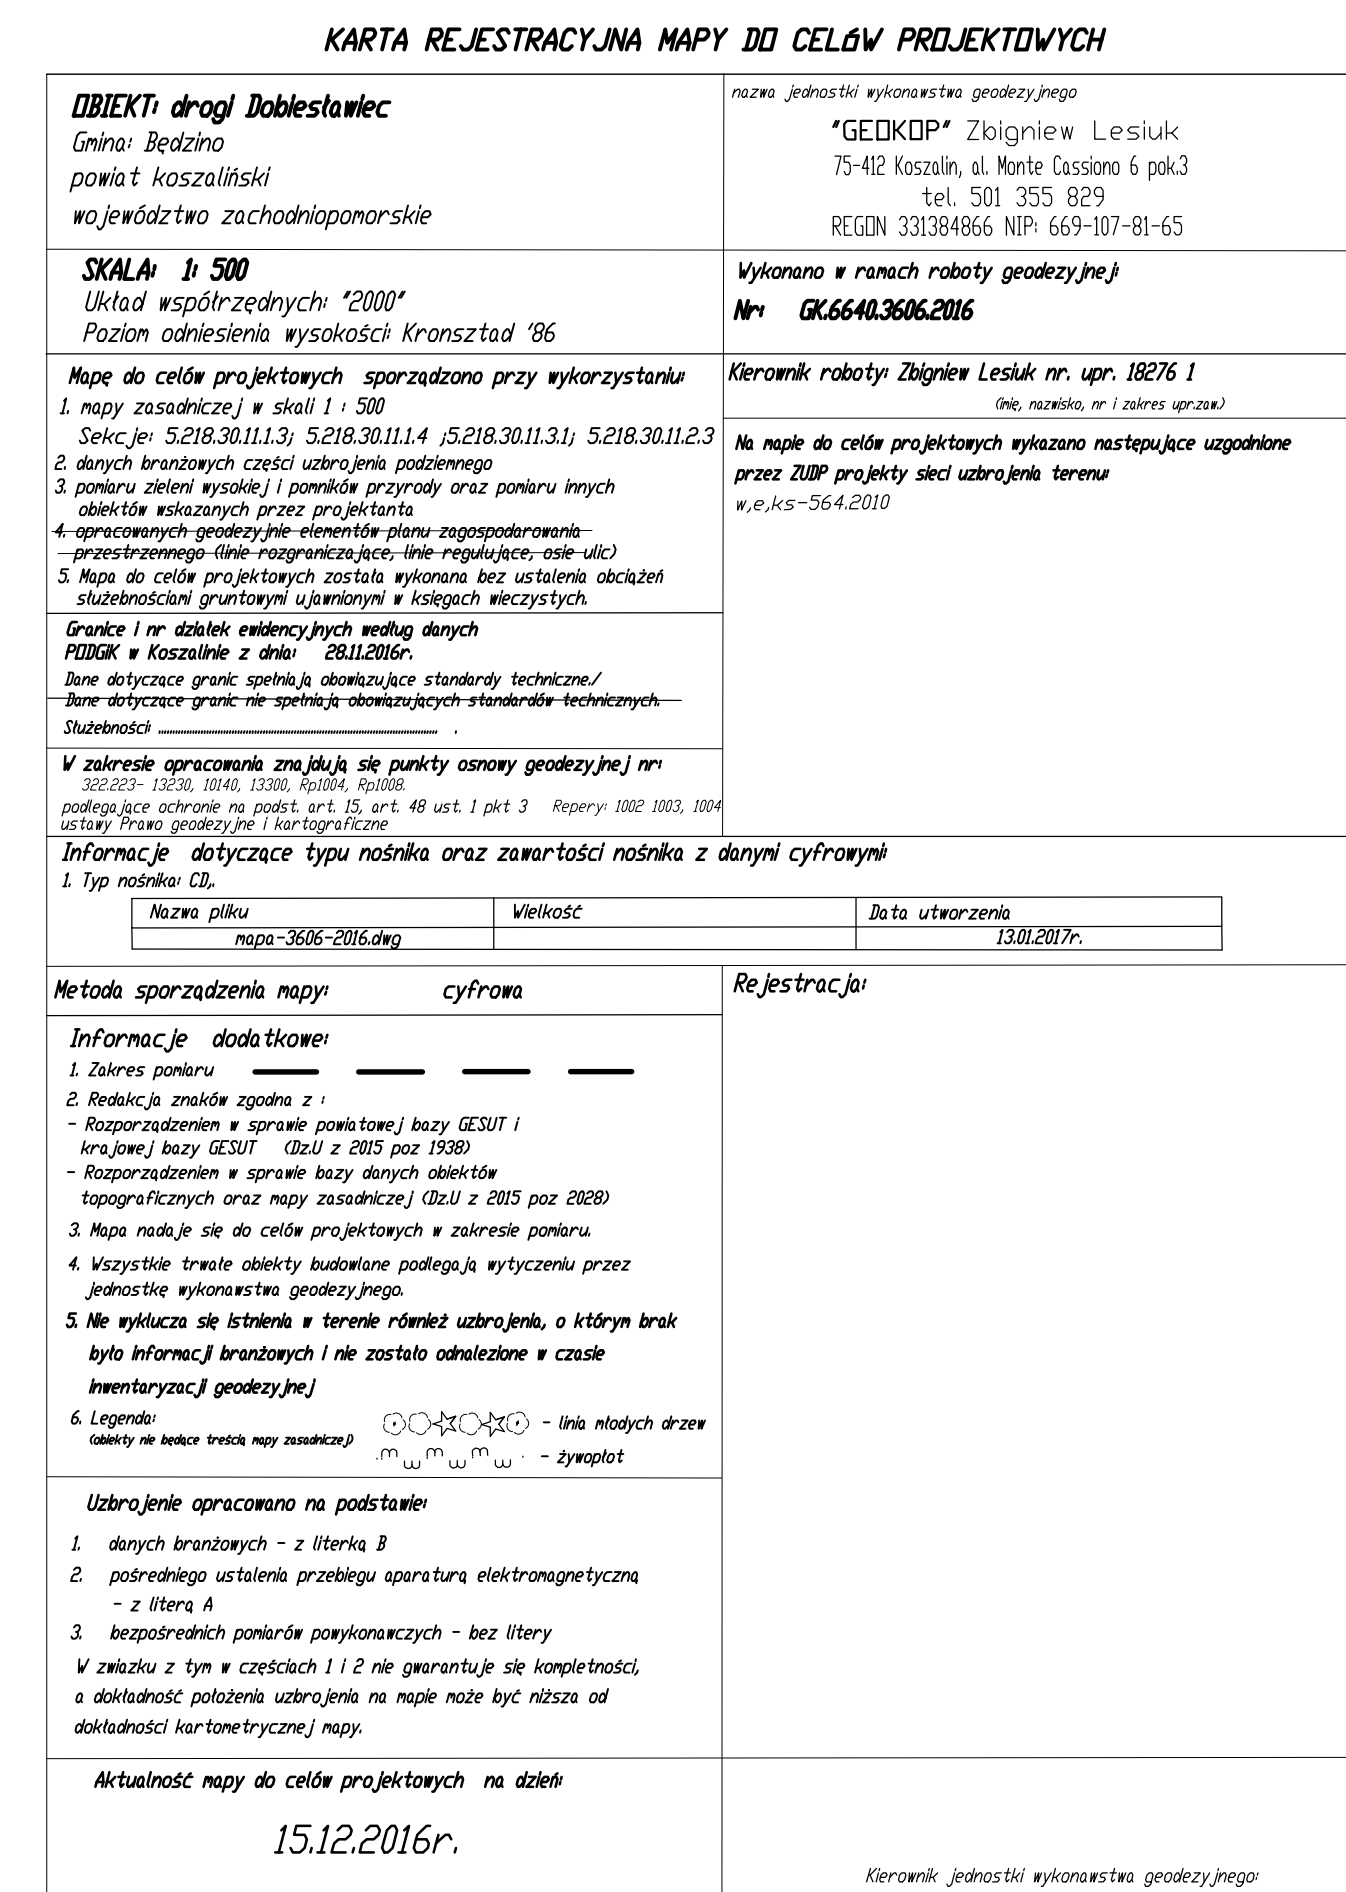 KARTA REJESTRACYJNA MAPY DO CELÓW PROJEKTOWYCH
OBIEKT: drogi Dobiesławiec
Gmina: Będzino
powiat koszaliński
województwo zachodniopomorskie
nazwa jednostki wykonawstwa geodezyjnego
"GEOKOP" Zbigniew Lesiuk
75-412 Koszalin, al. Monte Cassiono 6 pok.3
tel. 501 355 829
REGON 331384866 NIP: 669-107-81-65
SKALA: 1: 500
Układ współrzędnych: "2000"
Poziom odniesienia wysokości: Kronsztad '86
Wykonano w ramach roboty geodezyjnej:
Nr: GK.6640.3606.2016
Mapę do celów projektowych sporządzono przy wykorzystaniu:
1. mapy zasadniczej w skali 1 : 500
Sekcje: 5.218.30.11.1.3; 5.218.30.11.1.4 ;5.218.30.11.3.1; 5.218.30.11.2.3
2. danych branżowych części uzbrojenia podziemnego
3. pomiaru zieleni wysokiej i pomników przyrody oraz pomiaru innych
obiektów wskazanych przez projektanta
4. opracowanych geodezyjnie elementów planu zagospodarowania
przestrzennego (linie rozgraniczające, linie regulujące, osie ulic)
5. Mapa do celów projektowych została wykonana bez ustalenia obciążeń
służebnościami gruntowymi ujawnionymi w księgach wieczystych.
Kierownik roboty: Zbigniew Lesiuk nr. upr. 18276 1
(imię, nazwisko, nr i zakres upr.zaw.)
Na mapie do celów projektowych wykazano następujące uzgodnione
przez ZUDP projekty sieci uzbrojenia terenu:
w,e,ks-564.2010
Granice i nr działek ewidencyjnych według danych
PODGiK w Koszalinie z dnia: 28.11.2016r.
Dane dotyczące granic spełniają obowiązujące standardy techniczne./
Dane dotyczące granic nie spełniają obowiązujących standardów technicznych.
Służebności: .................................................. .
W zakresie opracowania znajdują się punkty osnowy geodezyjnej nr:
322.223- 13230, 10140, 13300, Rp1004, Rp1008.
podlegające ochronie na podst. art. 15, art. 48 ust. 1 pkt 3 Repery: 1002 1003, 1004
ustawy Prawo geodezyjne i kartograficzne
Informacje dotyczące typu nośnika oraz zawartości nośnika z danymi cyfrowymi:
1. Typ nośnika: CD,.
Nazwa pliku Wielkość Data utworzenia
mapa-3606-2016.dwg 13.01.2017r.
Metoda sporządzenia mapy: cyfrowa
Rejestracja:
Informacje dodatkowe:
1. Zakres pomiaru
2. Redakcja znaków zgodna z :
- Rozporządzeniem w sprawie powiatowej bazy GESUT i
krajowej bazy GESUT (Dz.U z 2015 poz 1938)
- Rozporządzeniem w sprawie bazy danych obiektów
topograficznych oraz mapy zasadniczej (Dz.U z 2015 poz 2028)
3. Mapa nadaje się do celów projektowych w zakresie pomiaru.
4. Wszystkie trwałe obiekty budowlane podlegają wytyczeniu przez
jednostkę wykonawstwa geodezyjnego.
5. Nie wyklucza się istnienia w terenie również uzbrojenia, o którym brak
było informacji branżowych i nie zostało odnalezione w czasie
inwentaryzacji geodezyjnej
6. Legenda:
(obiekty nie będące treścią mapy zasadniczej)
- linia młodych drzew
- żywopłot
Uzbrojenie opracowano na podstawie:
1. danych branżowych - z literką B
2. pośredniego ustalenia przebiegu aparaturą elektromagnetyczną
- z literą A
3. bezpośrednich pomiarów powykonawczych - bez litery
W zwiazku z tym w częściach 1 i 2 nie gwarantuje się kompletności,
a dokładność położenia uzbrojenia na mapie może być niższa od
dokładności kartometrycznej mapy.
Aktualność mapy do celów projektowych na dzień:
15.12.2016r.
Kierownik jednostki wykonawstwa geodezyjnego: